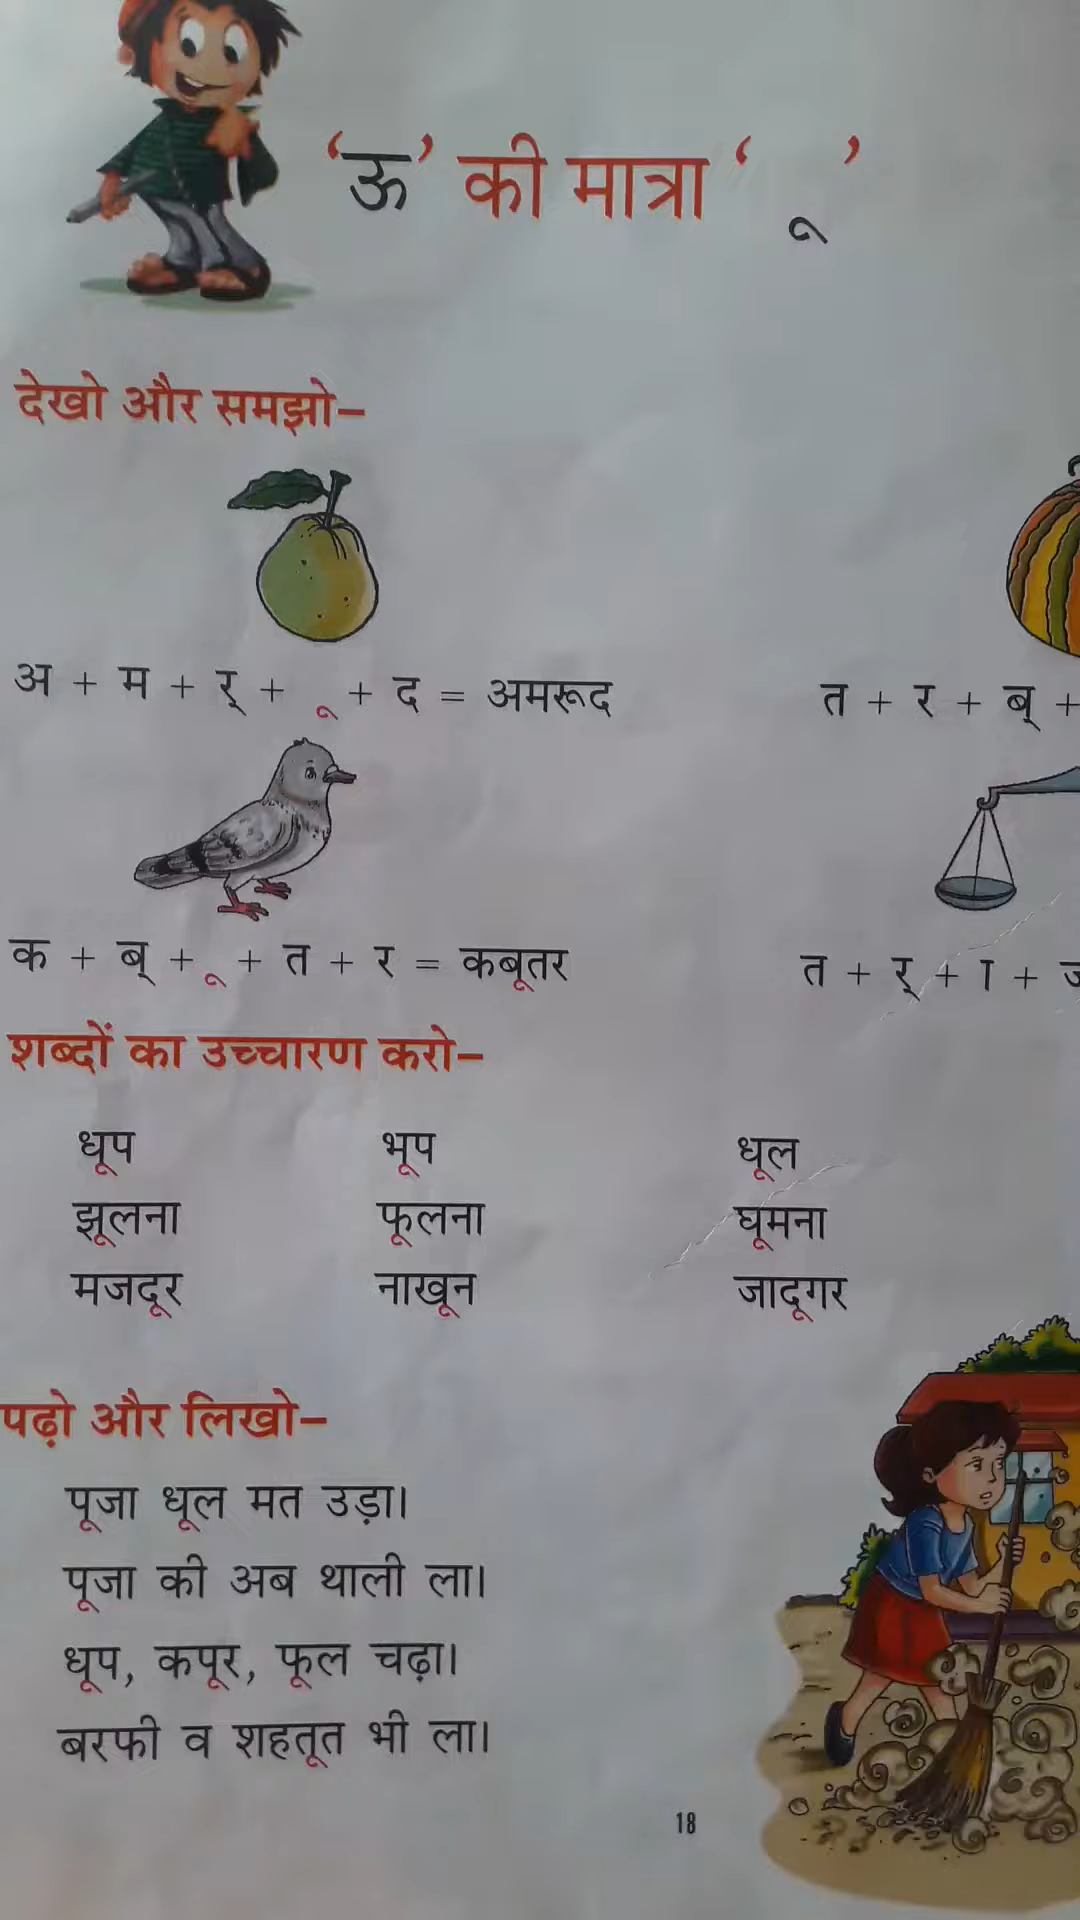 'ऊ' की मात्रा ' ू '
देखो और समझो–
अ + म + र् + ू + द = अमरूद
त + र + ब् +
क + ब् + ू + त + र = कबूतर
त + र् + ा +
शब्दों का उच्चारण करो–
धूप भूप धूल
झूलना फूलना घूमना
मजदूर नाखून जादूगर
पढ़ो और लिखो–
पूजा धूल मत उड़ा।
पूजा की अब थाली ला।
धूप, कपूर, फूल चढ़ा।
बरफी व शहतूत भी ला।
18